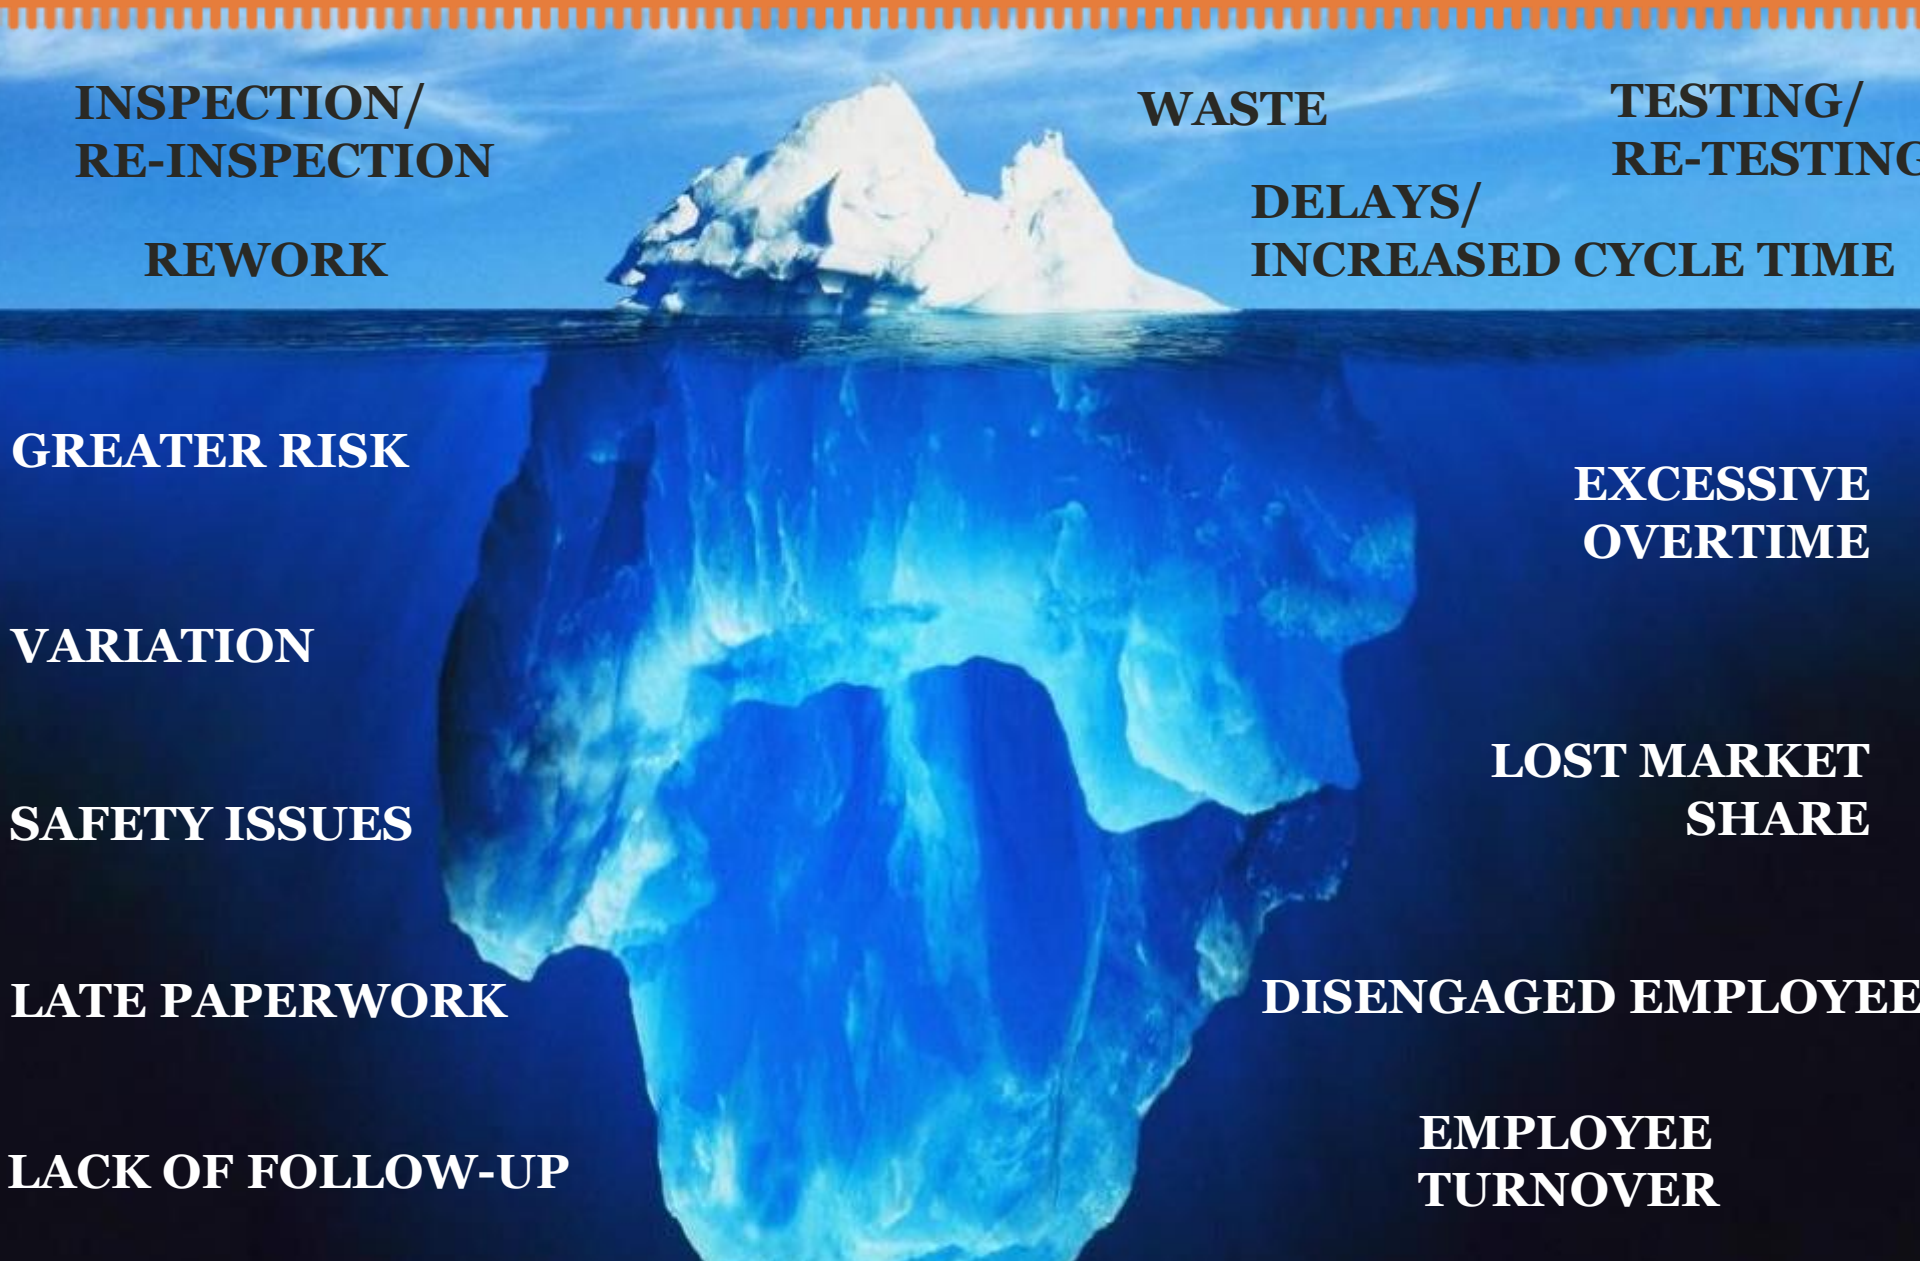 INSPECTION/
RE-INSPECTION
REWORK
WASTE
TESTING/
RE-TESTING
DELAYS/
INCREASED CYCLE TIME
GREATER RISK
VARIATION
SAFETY ISSUES
LATE PAPERWORK
LACK OF FOLLOW-UP
EXCESSIVE
OVERTIME
LOST MARKET
SHARE
DISENGAGED EMPLOYEE
EMPLOYEE
TURNOVER